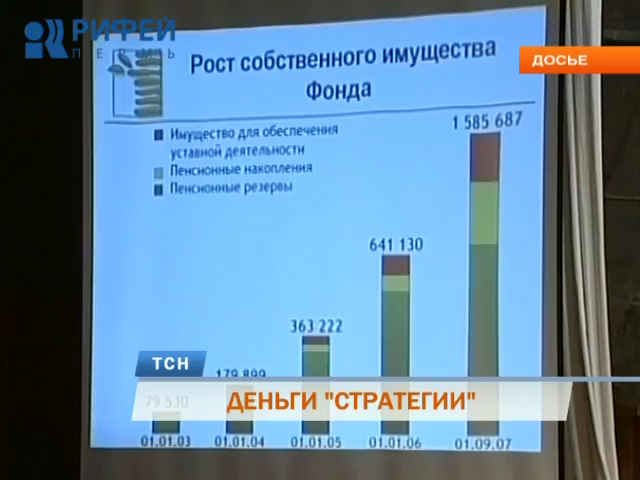 РИФЕЙ
ПЕРМЬ
ДОСЬЕ
Рост собственного имущества
Фонда
Имущество для обеспечения
уставной деятельности
Пенсионные накопления
Пенсионные резервы
1 585 687
641 130
363 222
179 899
79 530
ТСН
ДЕНЬГИ "СТРАТЕГИИ"
01.01.03 01.01.04 01.01.05 01.01.06 01.09.07